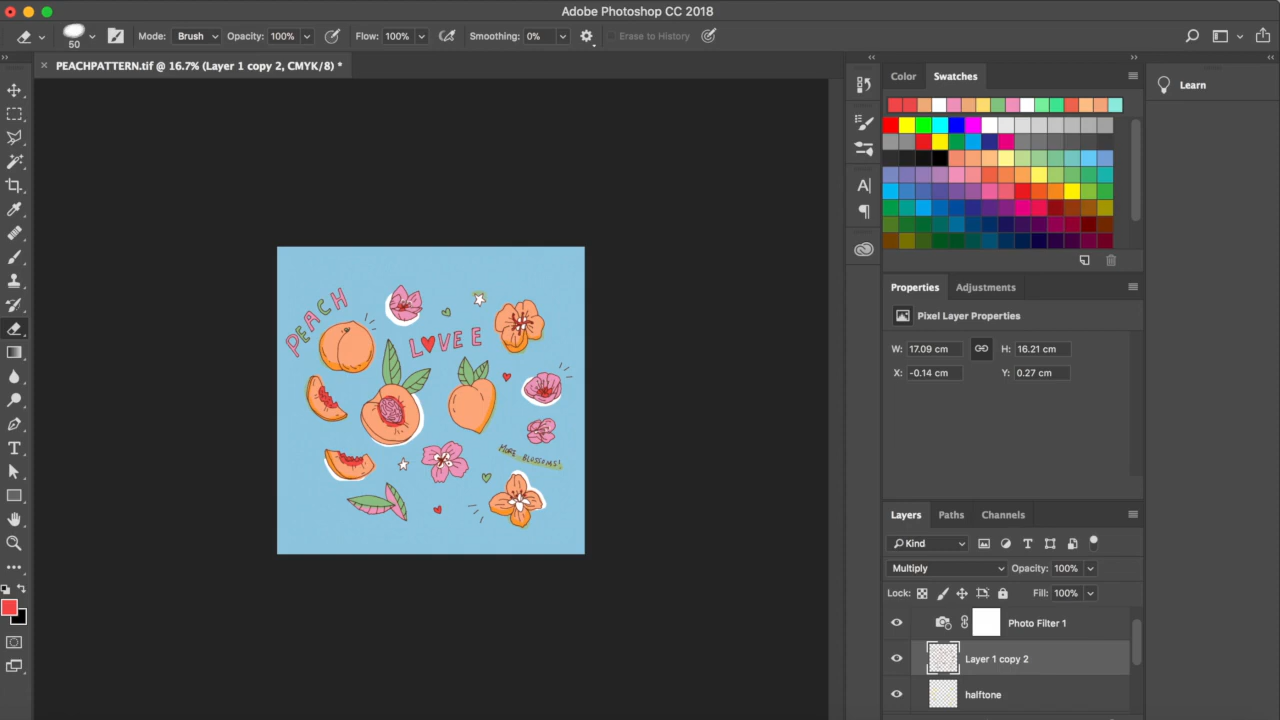 Adobe Photoshop CC 2018
50
Mode: Brush Opacity: 100% Flow: 100% Smoothing: 0% Erase to History
PEACHPATTERN.tif @ 16.7% (Layer 1 copy 2, CMYK/8) *
Color Swatches
Learn
PEACH
LVEE
MORE BLOSSOMS!
Properties Adjustments
Pixel Layer Properties
W: 17.09 cm H: 16.21 cm
X: -0.14 cm Y: 0.27 cm
Layers Paths Channels
Kind
Multiply Opacity: 100%
Lock: Fill: 100%
Photo Filter 1
Layer 1 copy 2
halftone